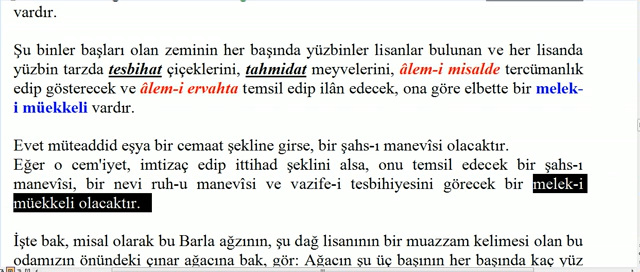 vardır.
Şu binler başları olan zeminin her başında yüzbinler lisanlar bulunan ve her lisanda
yüzbin tarzda tesbihat çiçeklerini, tahmidat meyvelerini, âlem-i misalde tercümanlık
edip gösterecek ve âlem-i ervahta temsil edip ilân edecek, ona göre elbette bir melek-
i müekkeli vardır.
Evet müteaddid eşya bir cemaat şekline girse, bir şahs-ı manevîsi olacaktır.
Eğer o cem'iyet, imtizaç edip ittihad şeklini alsa, onu temsil edecek bir şahs-ı
manevîsi, bir nevi ruh-u manevîsi ve vazife-i tesbihiyesini görecek bir melek-i
müekkeli olacaktır.
İşte bak, misal olarak bu Barla ağzının, şu dağ lisanının bir muazzam kelimesi olan bu
odamızın önündeki çınar ağacına bak, gör: Ağacın şu üç başının her başında kaç yüz